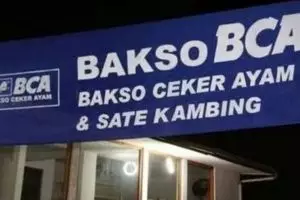 BCA
BAKSO CEKER AYAM
BAKSO BCA
BAKSO CEKER AYAM
& SATE KAMBING